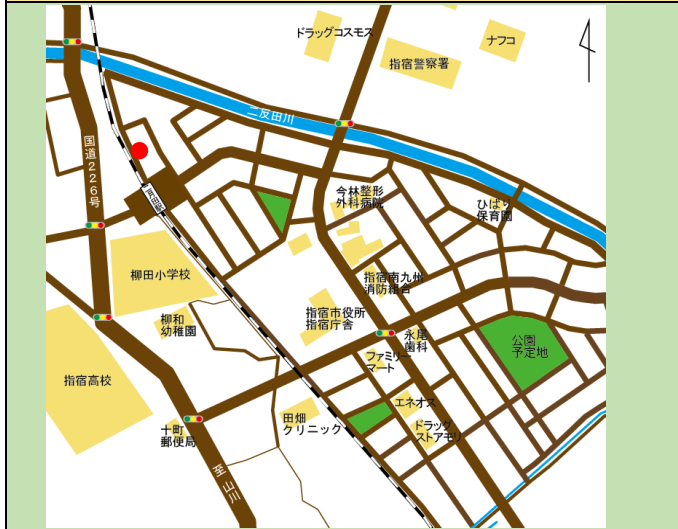 ドラッグコスモス
ナフコ
指宿警察署
二反田川
国道226号
今林整形
外科病院
ひばり
保育園
柳田小学校
指宿南九州
消防組合
指宿市役所
指宿庁舎
柳和
幼稚園
永尾
歯科
公園
予定地
ファミリー
マート
指宿高校
エネオス
田畑
クリニック
十町
郵便局
ドラッグ
ストアモリ
至山川